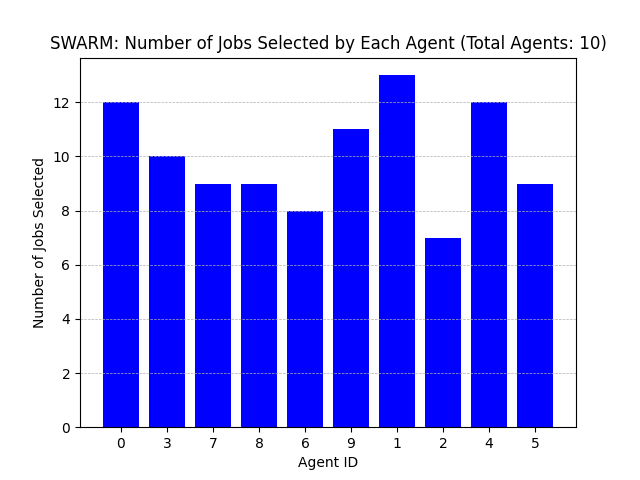 SWARM: Number of Jobs Selected by Each Agent (Total Agents: 10)
Number of Jobs Selected
12
10
8
6
4
2
0
0 3 7 8 6 9 1 2 4 5
Agent ID